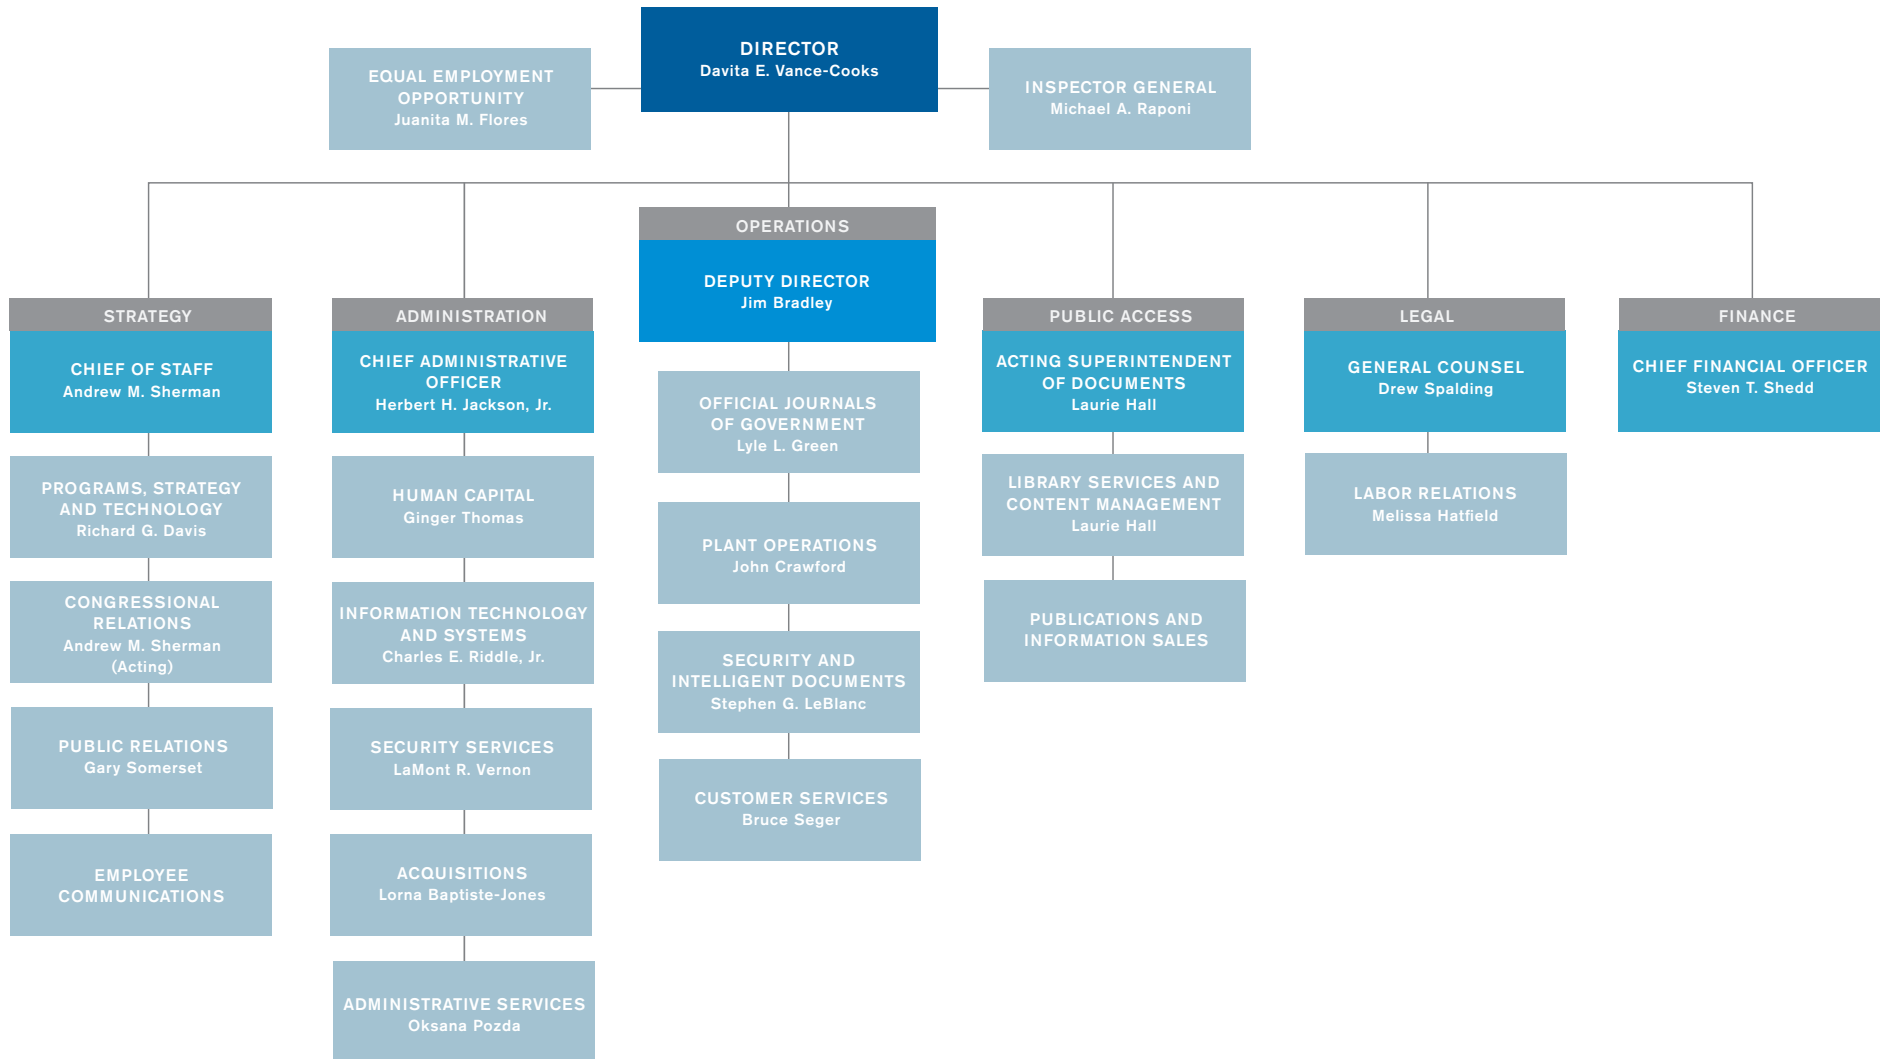 DIRECTOR
Davita E. Vance-Cooks
EQUAL EMPLOYMENT
OPPORTUNITY
Juanita M. Flores
INSPECTOR GENERAL
Michael A. Raponi
STRATEGY
CHIEF OF STAFF
Andrew M. Sherman
PROGRAMS, STRATEGY
AND TECHNOLOGY
Richard G. Davis
CONGRESSIONAL
RELATIONS
Andrew M. Sherman
(Acting)
PUBLIC RELATIONS
Gary Somerset
EMPLOYEE
COMMUNICATIONS
ADMINISTRATION
CHIEF ADMINISTRATIVE
OFFICER
Herbert H. Jackson, Jr.
HUMAN CAPITAL
Ginger Thomas
INFORMATION TECHNOLOGY
AND SYSTEMS
Charles E. Riddle, Jr.
SECURITY SERVICES
LaMont R. Vernon
ACQUISITIONS
Lorna Baptiste-Jones
ADMINISTRATIVE SERVICES
Oksana Pozda
OPERATIONS
DEPUTY DIRECTOR
Jim Bradley
OFFICIAL JOURNALS
OF GOVERNMENT
Lyle L. Green
PLANT OPERATIONS
John Crawford
SECURITY AND
INTELLIGENT DOCUMENTS
Stephen G. LeBlanc
CUSTOMER SERVICES
Bruce Seger
PUBLIC ACCESS
ACTING SUPERINTENDENT
OF DOCUMENTS
Laurie Hall
LIBRARY SERVICES AND
CONTENT MANAGEMENT
Laurie Hall
PUBLICATIONS AND
INFORMATION SALES
LEGAL
GENERAL COUNSEL
Drew Spalding
LABOR RELATIONS
Melissa Hatfield
FINANCE
CHIEF FINANCIAL OFFICER
Steven T. Shedd